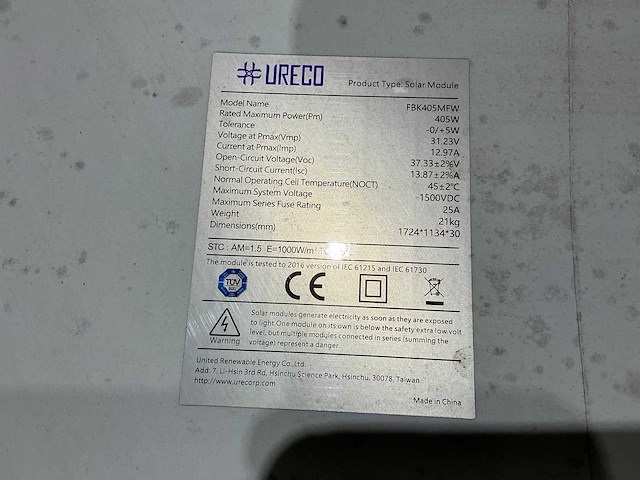 URECO Product Type: Solar Module
Model Name FBK405MFW
Rated Maximum Power(Pm) 405W
Tolerance -0/+5W
Voltage at Pmax(Vmp) 31.23V
Current at Pmax(Imp) 12.97A
Open-Circuit Voltage(Voc) 37.33±2%V
Short-Circuit Current(Isc) 13.87±2%A
Normal Operating Cell Temperature(NOCT) 45±2℃
Maximum System Voltage 1500VDC
Maximum Series Fuse Rating 25A
Weight 21kg
Dimensions(mm) 1724*1134*30
STC : AM=1.5 E=1000W/m²
The module is tested to 2016 version of IEC 61215 and IEC 61730
TÜV
CE
Solar modules generate electricity as soon as they are exposed
to light. One module on its own is below the safety extra low volt
level, but multiple modules connected in series (summing the
voltage) represent a danger.
Warning
United Renewable Energy Co., Ltd.
Add: 7, Li-Hsin 3rd Rd, Hsinchu Science Park, Hsinchu, 30078, Taiwan
http://www.urecorp.com
Made in China